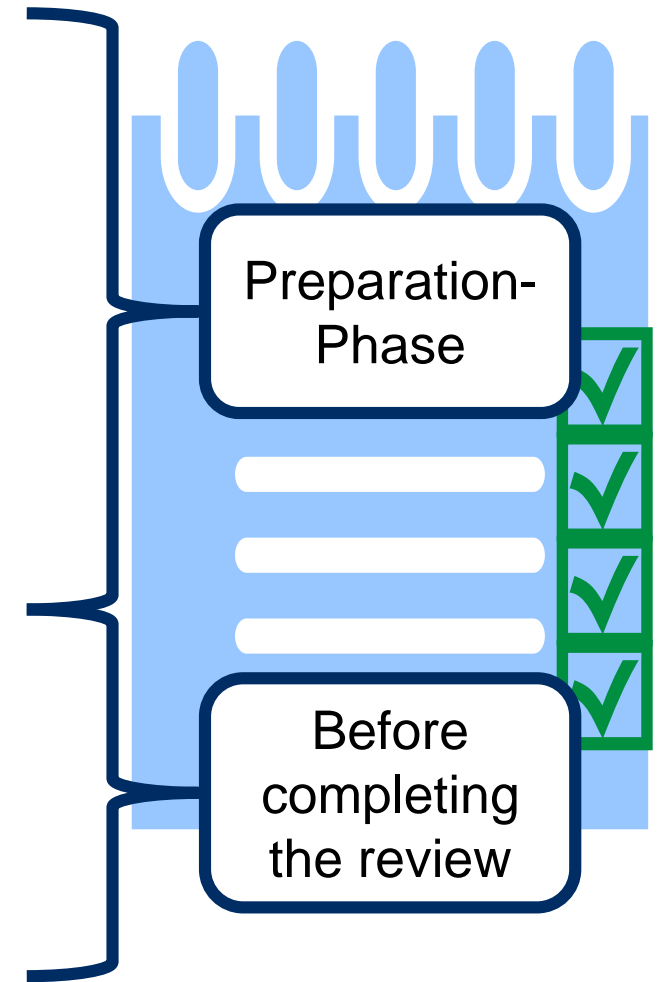 Preparation-
Phase
Before
completing
the review